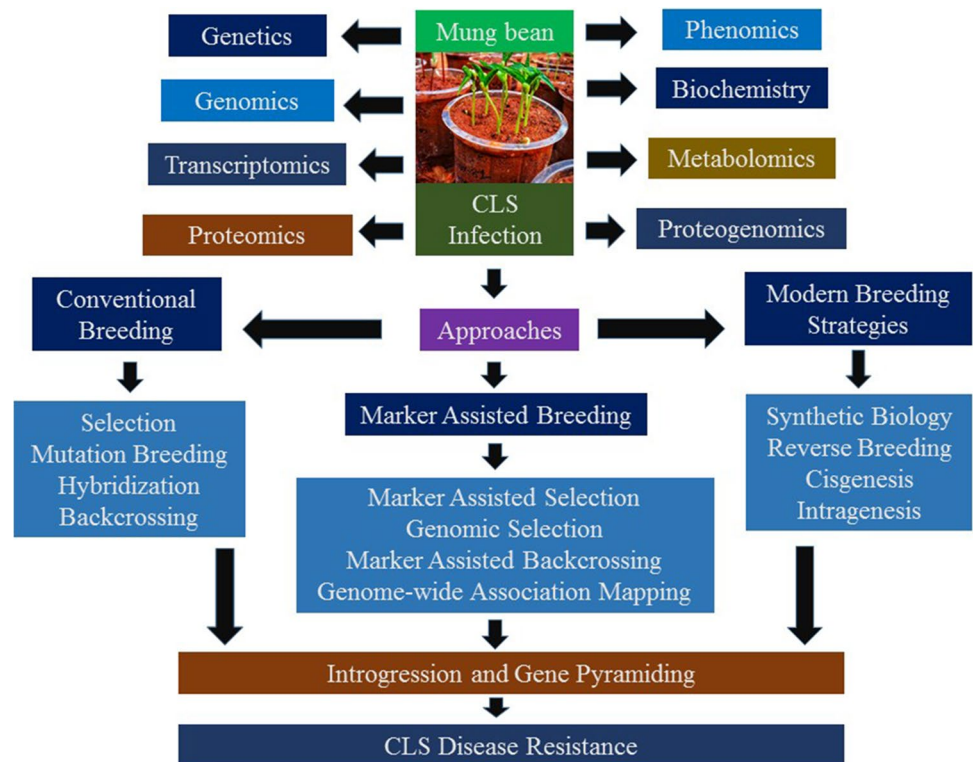 Genetics
Mung bean
Phenomics
Genomics
Biochemistry
Transcriptomics
Metabolomics
Proteomics
CLS
Infection
Proteogenomics
Conventional
Breeding
Approaches
Modern Breeding
Strategies
Selection
Mutation Breeding
Hybridization
Backcrossing
Marker Assisted Breeding
Marker Assisted Selection
Genomic Selection
Marker Assisted Backcrossing
Genome-wide Association Mapping
Synthetic Biology
Reverse Breeding
Cisgenesis
Intragenesis
Introgression and Gene Pyramiding
CLS Disease Resistance